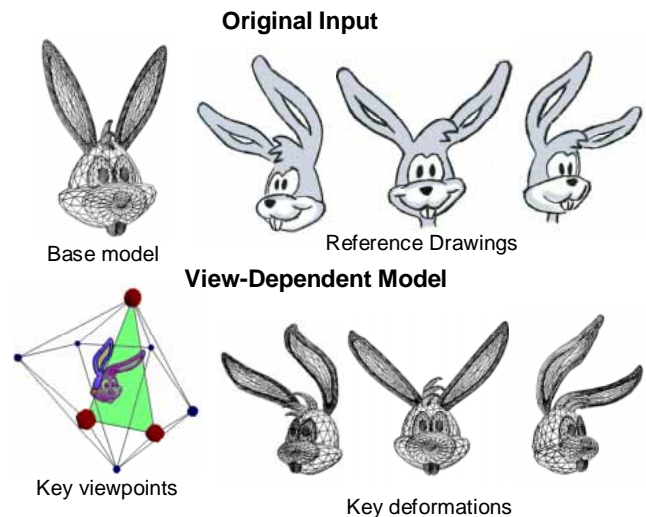 Original Input
Base model
Reference Drawings
View-Dependent Model
Key viewpoints
Key deformations